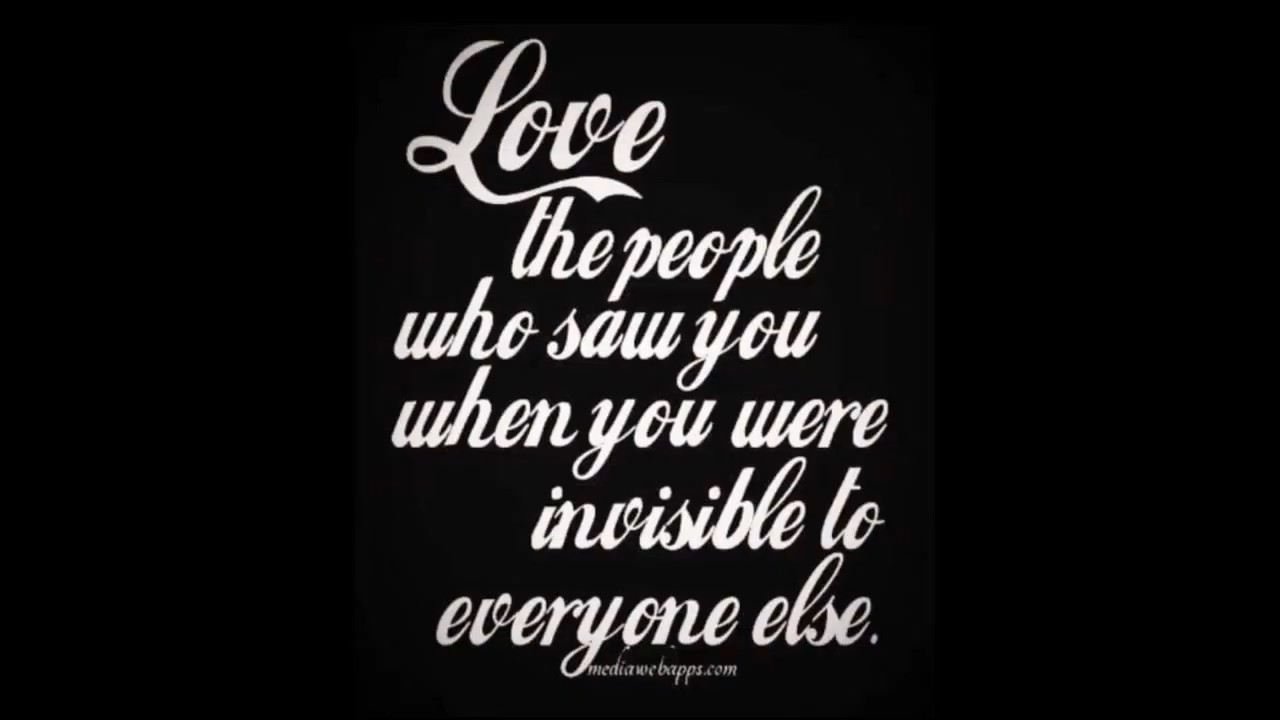 Love
the people
who saw you
when you were
invisible to
everyone else.
mediawebapps.com